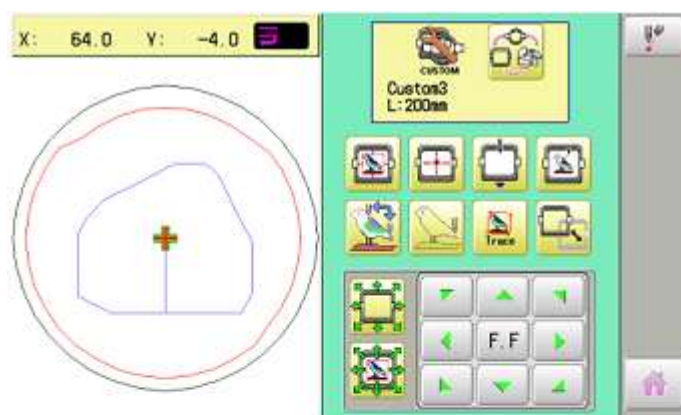 X: 64.0 Y: -4.0
CUSTOM
Custom3
L:200mm
Trace
F.F